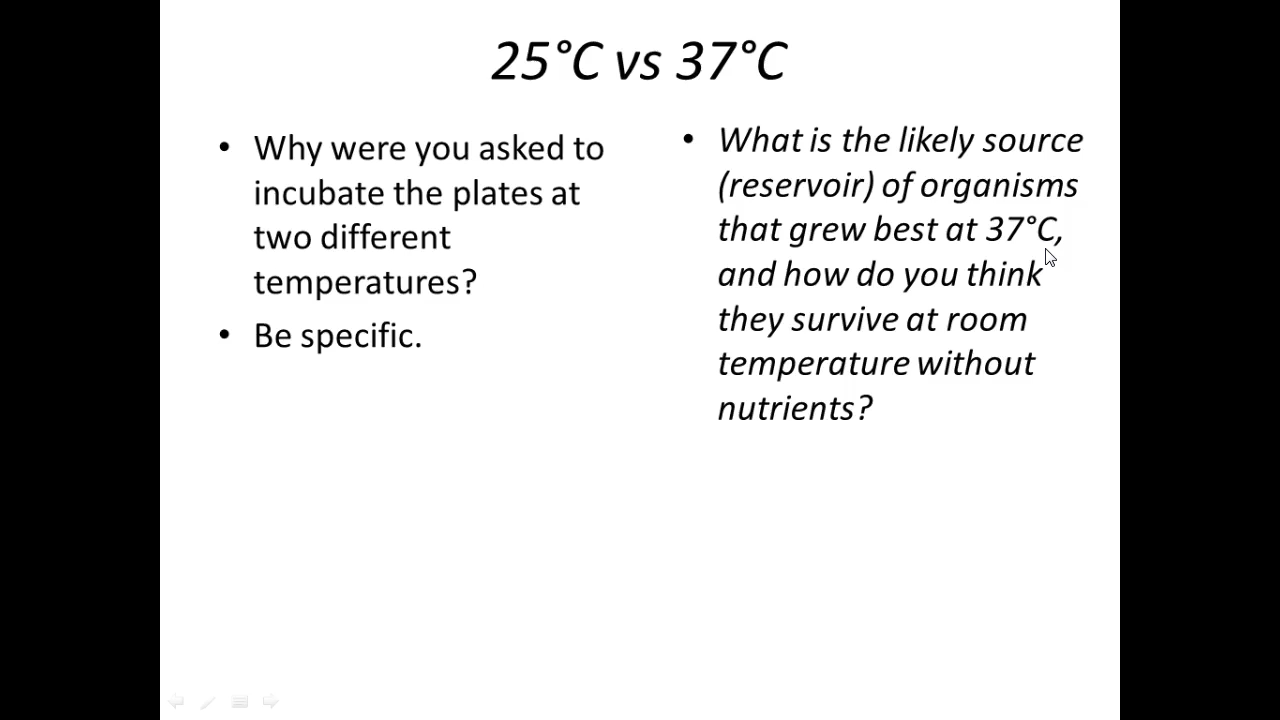 25°C vs 37°C
• Why were you asked to
incubate the plates at
two different
temperatures?
• Be specific.
• What is the likely source
(reservoir) of organisms
that grew best at 37°C,
and how do you think
they survive at room
temperature without
nutrients?